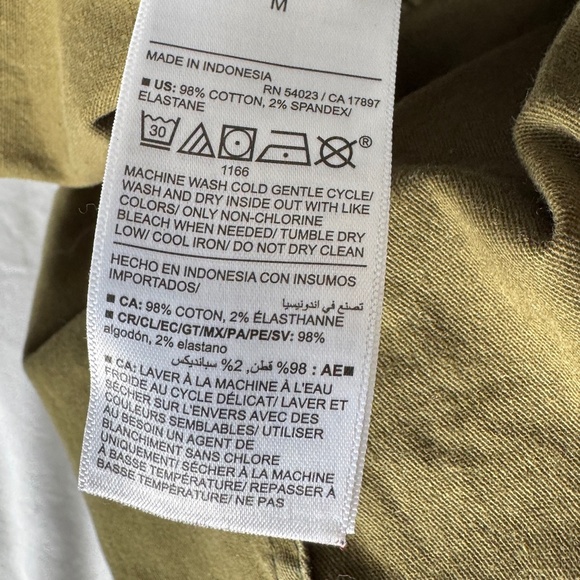 M
MADE IN INDONESIA
RN 54023 / CA 17897
■ US: 98% COTTON, 2% SPANDEX/
ELASTANE
30
®
1166
MACHINE WASH COLD GENTLE CYCLE/
WASH AND DRY INSIDE OUT WITH LIKE
COLORS/ ONLY NON-CHLORINE
BLEACH WHEN NEEDED/ TUMBLE DRY
LOW/ COOL IRON/ DO NOT DRY CLEAN
HECHO EN INDONESIA CON INSUMOS
IMPORTADOS/
تصنع في اندونيسيا
■ CA: 98% COTON, 2% ÉLASTHANNE
■ CR/CL/EC/GT/MX/PA/PE/SV: 98%
algodón, 2% elastano
■AE : 98% قطن, 2% سبانديكس
■ CA: LAVER À LA MACHINE À L'EAU
FROIDE AU CYCLE DÉLICAT/ LAVER ET
SÉCHER SUR L'ENVERS AVEC DES
COULEURS SEMBLABLES/ UTILISER
AU BESOIN UN AGENT DE
BLANCHIMENT SANS CHLORE
UNIQUEMENT/ SÉCHER À LA MACHINE
À BASSE TEMPÉRATURE/ REPASSER À
BASSE TEMPÉRATURE/ NE PAS